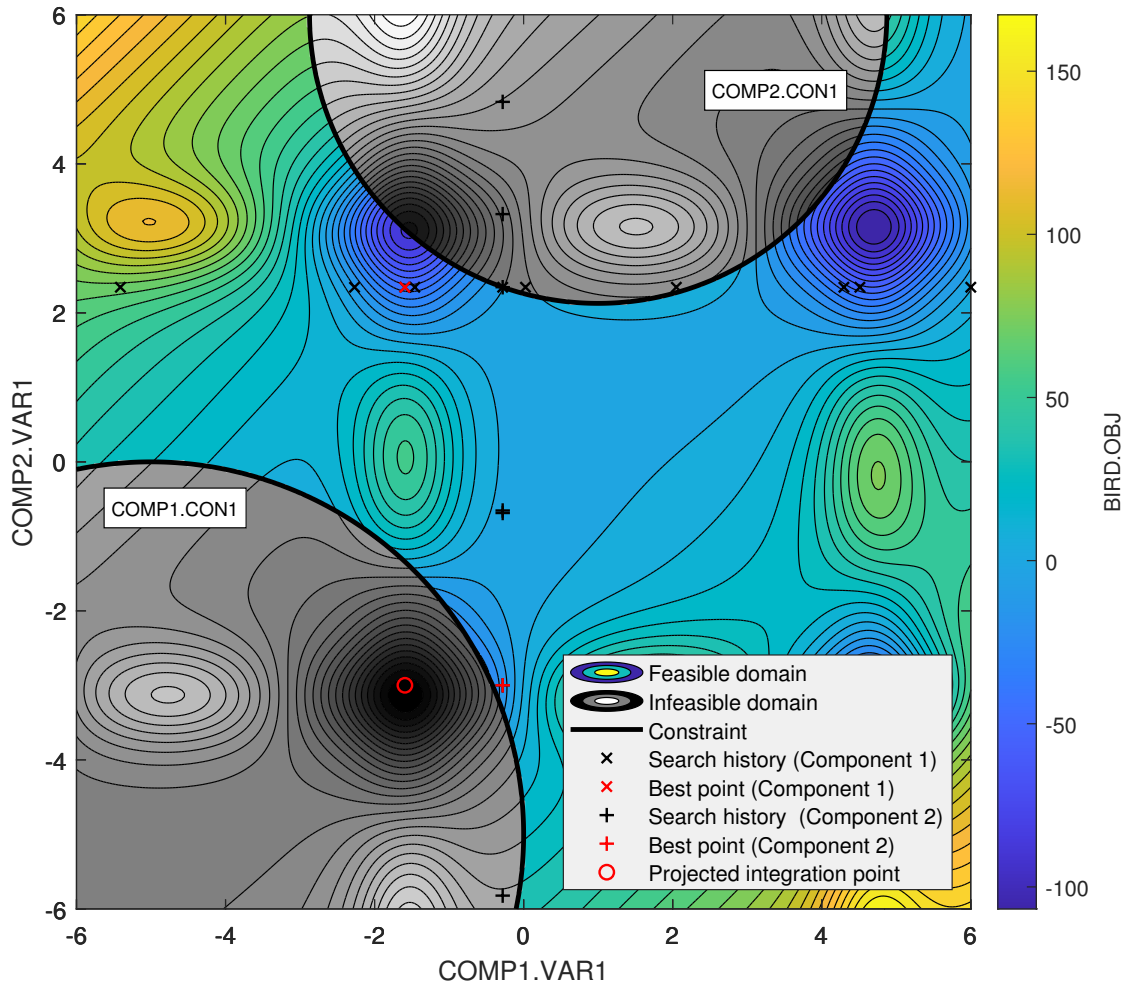 6
4
2
0
-2
-4
-6
-6
-4
-2
0
2
4
6
COMP2.VAR1
COMP1.VAR1
COMP2.CON1
COMP1.CON1
Feasible domain
Infeasible domain
Constraint
Search history (Component 1)
Best point (Component 1)
Search history (Component 2)
Best point (Component 2)
Projected integration point
150
100
50
0
-50
-100
BIRD.OBJ